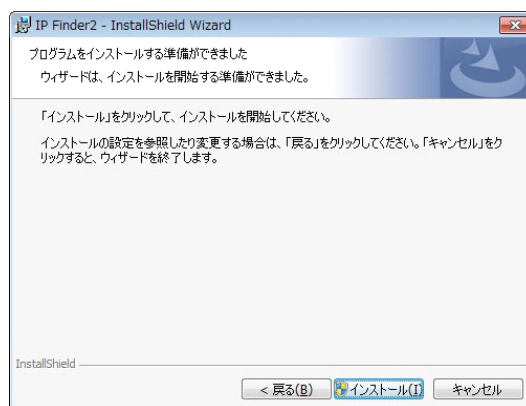 IP Finder2 - InstallShield Wizard
プログラムをインストールする準備ができました
ウィザードは、インストールを開始する準備ができました。
「インストール」をクリックして、インストールを開始してください。
インストールの設定を参照したり変更する場合は、「戻る」をクリックしてください。「キャンセル」をク
リックすると、ウィザードを終了します。
InstallShield
< 戻る(B)
インストール(I)
キャンセル